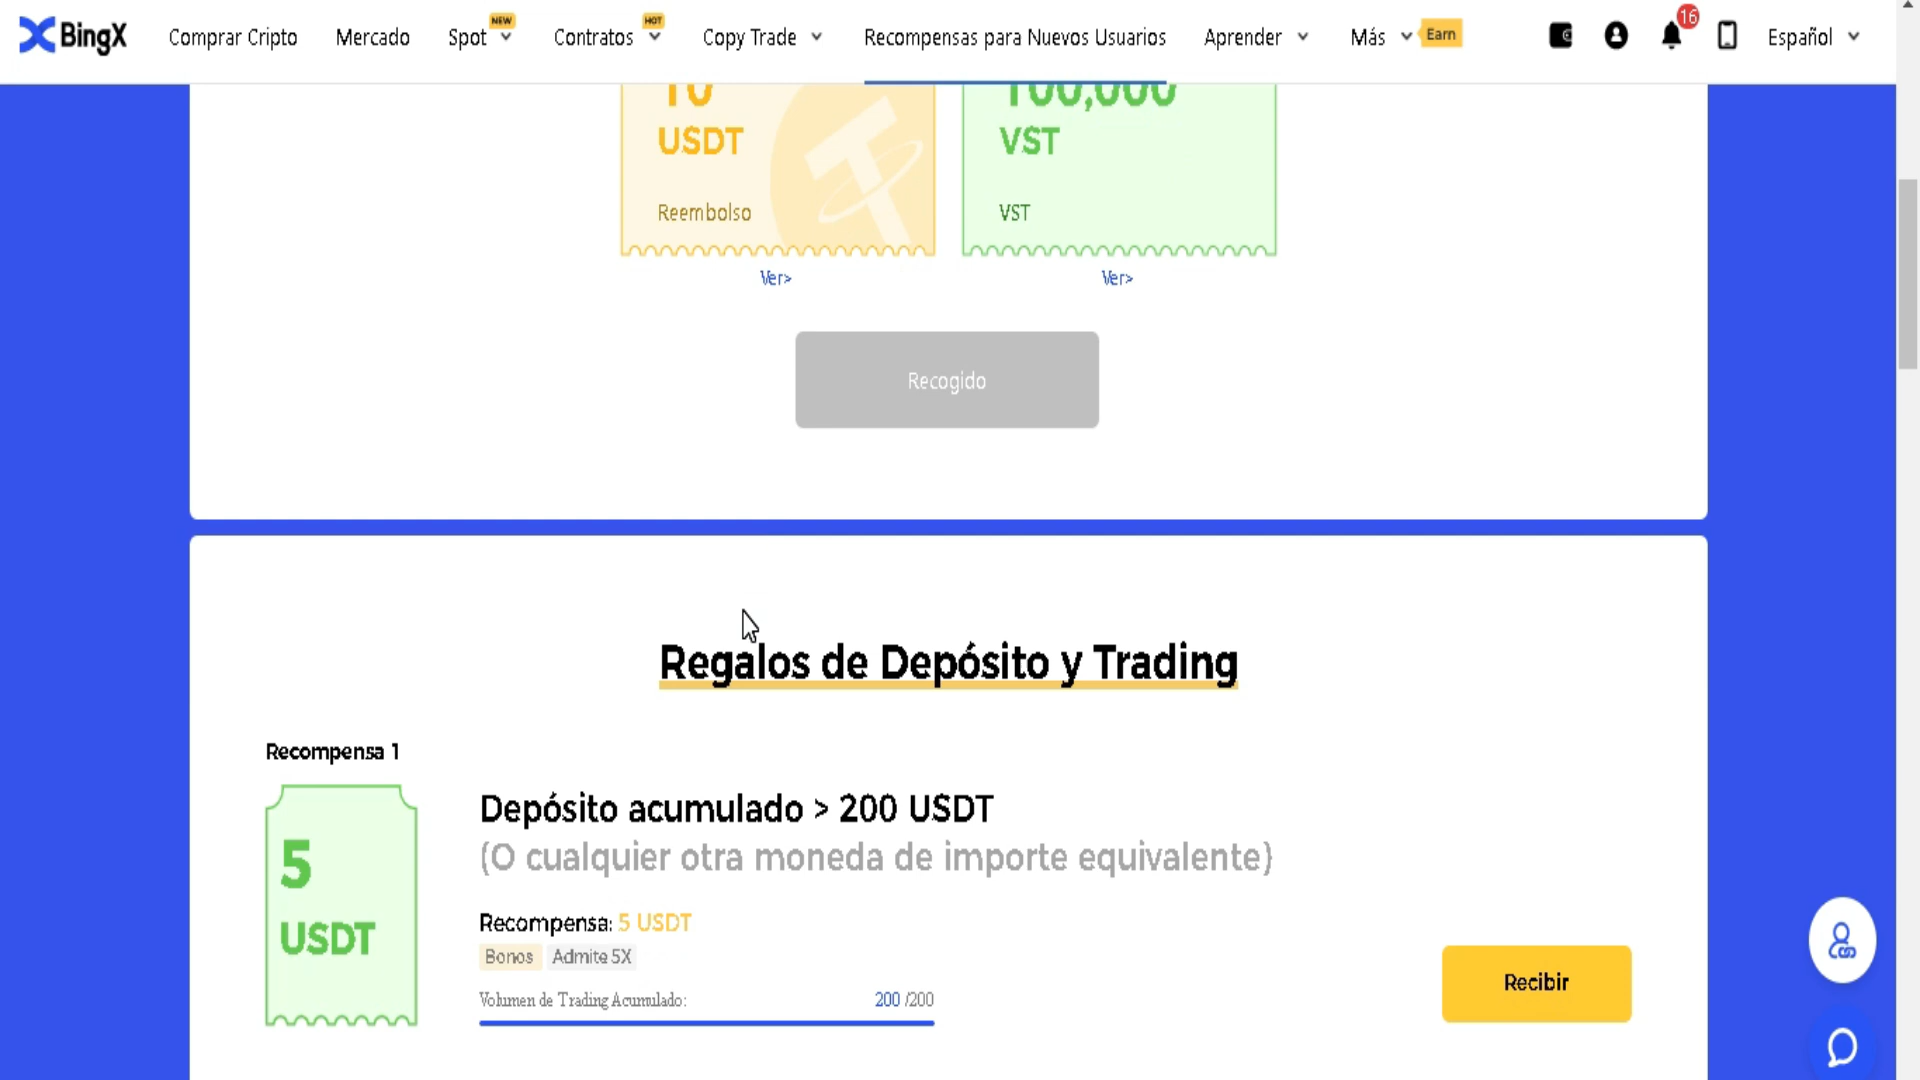 BingX
Comprar Cripto
Mercado
Spot
NEW
Contratos
HOT
Copy Trade
Recompensas para Nuevos Usuarios
Aprender
Más
Earn
16
Español
10
USDT
Reembolso
100,000
VST
VST
Ver>
Ver>
Recogido
Regalos de Depósito y Trading
Recompensa 1
5
USDT
Depósito acumulado > 200 USDT
(O cualquier otra moneda de importe equivalente)
Recompensa: 5 USDT
Bonos Admite 5X
Volumen de Trading Acumulado: 200 /200
Recibir